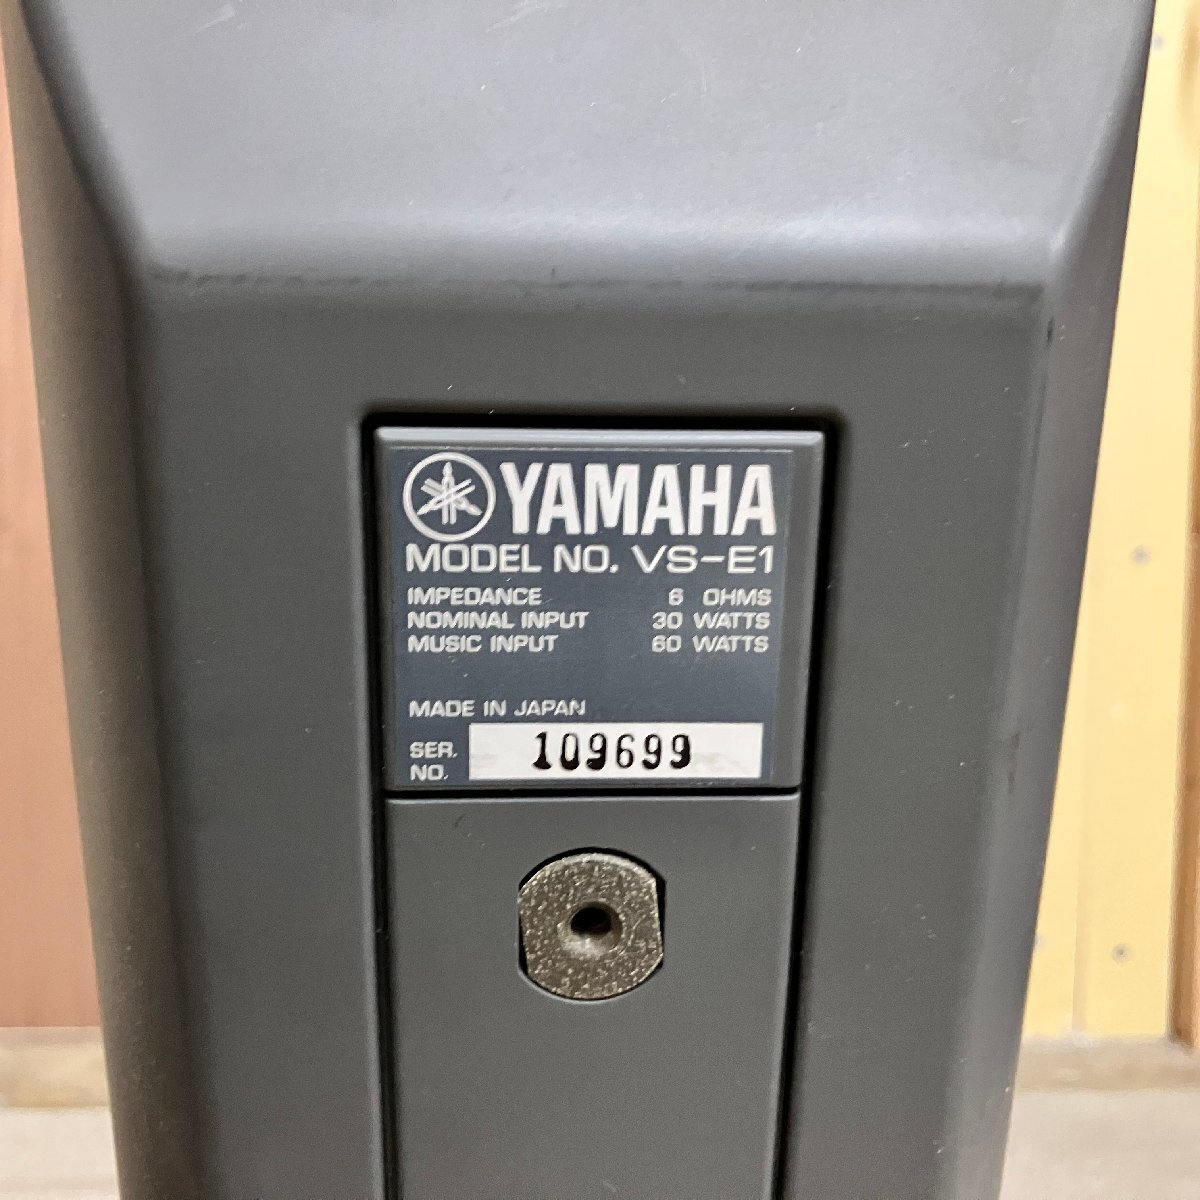 YAMAHA
MODEL NO. VS-E1
IMPEDANCE 6 OHMS
NOMINAL INPUT 30 WATTS
MUSIC INPUT 60 WATTS
MADE IN JAPAN
SER. NO. 109699